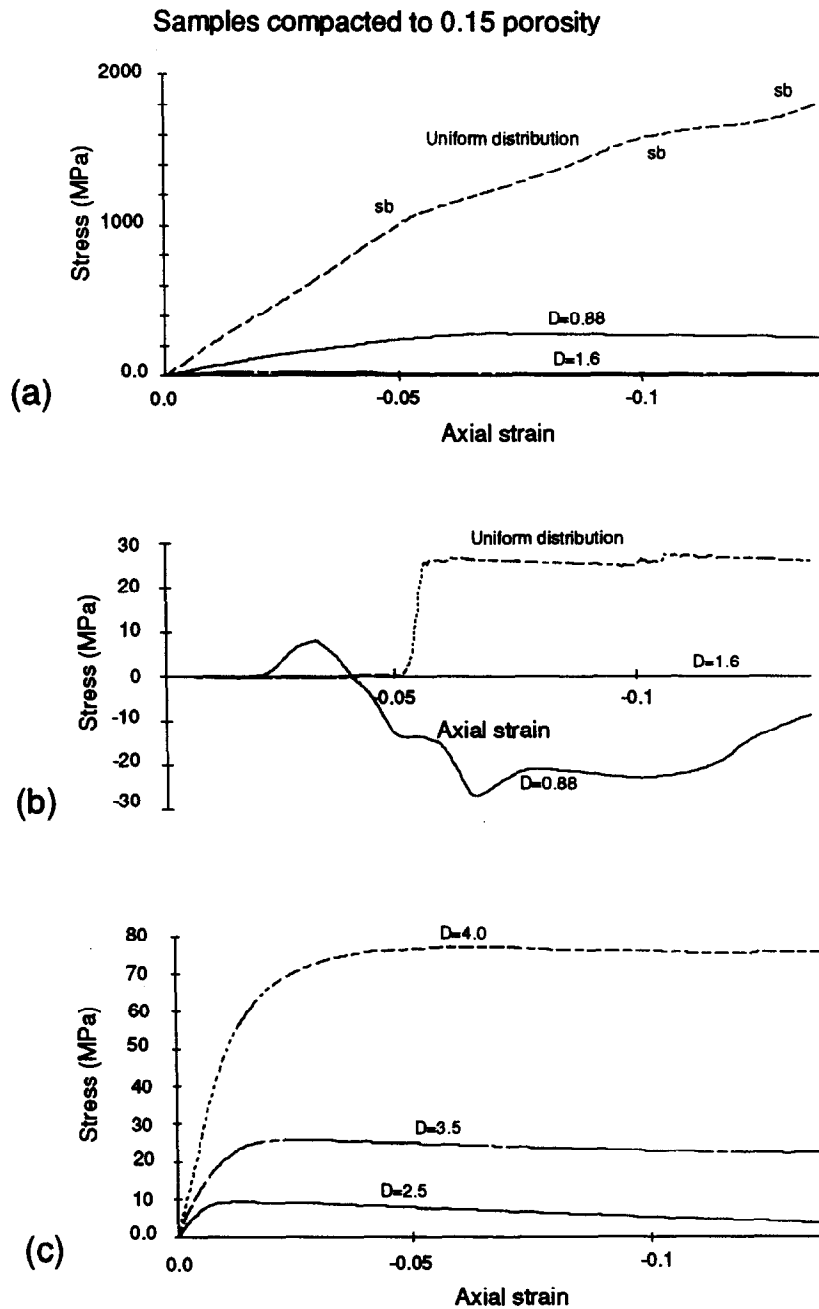 Samples compacted to 0.15 porosity
2000
sb
Uniform distribution
sb
sb
1000
Stress (MPa)
D=0.88
D=1.6
0.0
(a)
0.0
-0.05
-0.1
Axial strain
30
Uniform distribution
20
10
Stress (MPa)
D=1.6
0
-0.05
-0.1
-10
Axial strain
-20
D=0.88
-30
(b)
80
D=4.0
70
60
50
Stress (MPa)
40
30
D=3.5
20
D=2.5
10
0.0
(c)
0.0
-0.05
-0.1
Axial strain